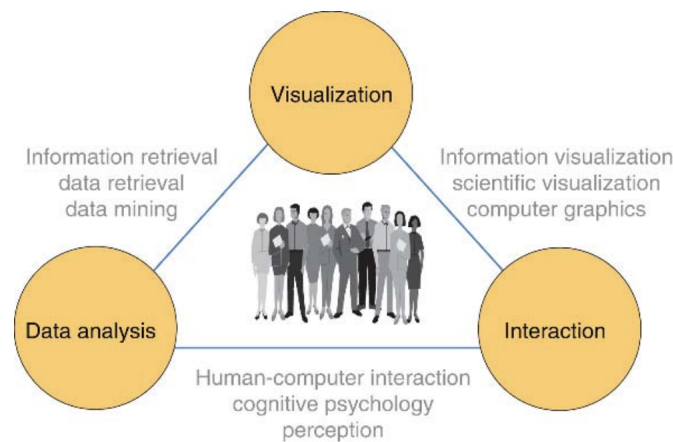 Visualization
Information retrieval
data retrieval
data mining
Information visualization
scientific visualization
computer graphics
Data analysis
Interaction
Human-computer interaction
cognitive psychology
perception